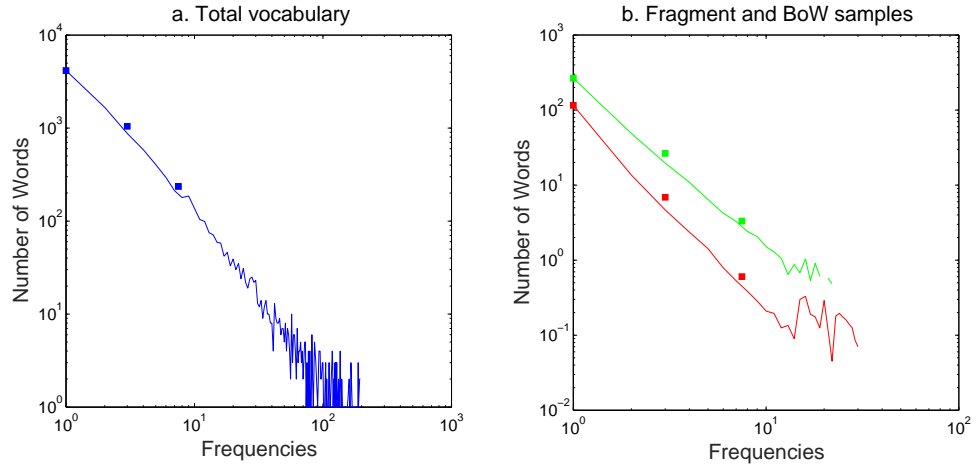 a. Total vocabulary
10^4
10^3
10^2
10^1
10^0
10^0 10^1 10^2 10^3
Number of Words
Frequencies
b. Fragment and BoW samples
10^3
10^2
10^1
10^0
10^−1
10^−2
10^0 10^1 10^2
Number of Words
Frequencies